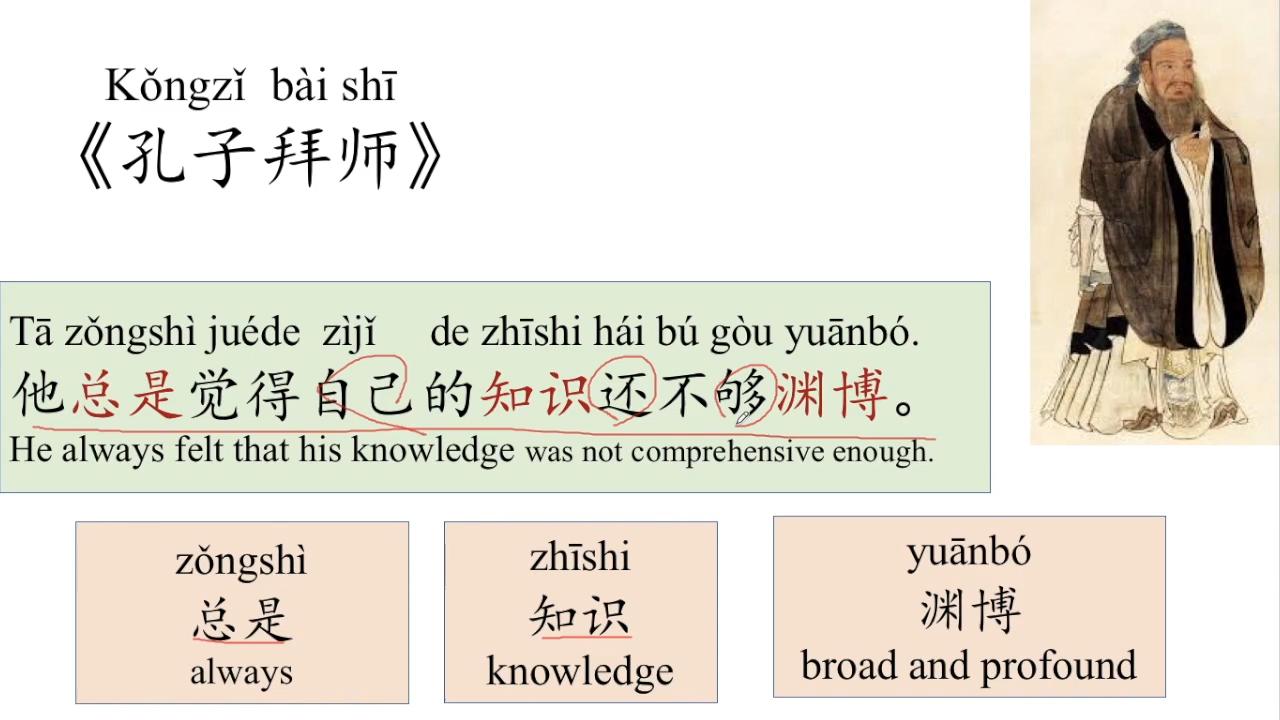 Kǒngzǐ bài shī
《孔子拜师》
Tā zǒngshì juéde zìjǐ de zhīshi hái bú gòu yuānbó.
他总是觉得自己的知识还不够渊博。
He always felt that his knowledge was not comprehensive enough.
zǒngshì
总是
always
zhīshi
知识
knowledge
yuānbó
渊博
broad and profound